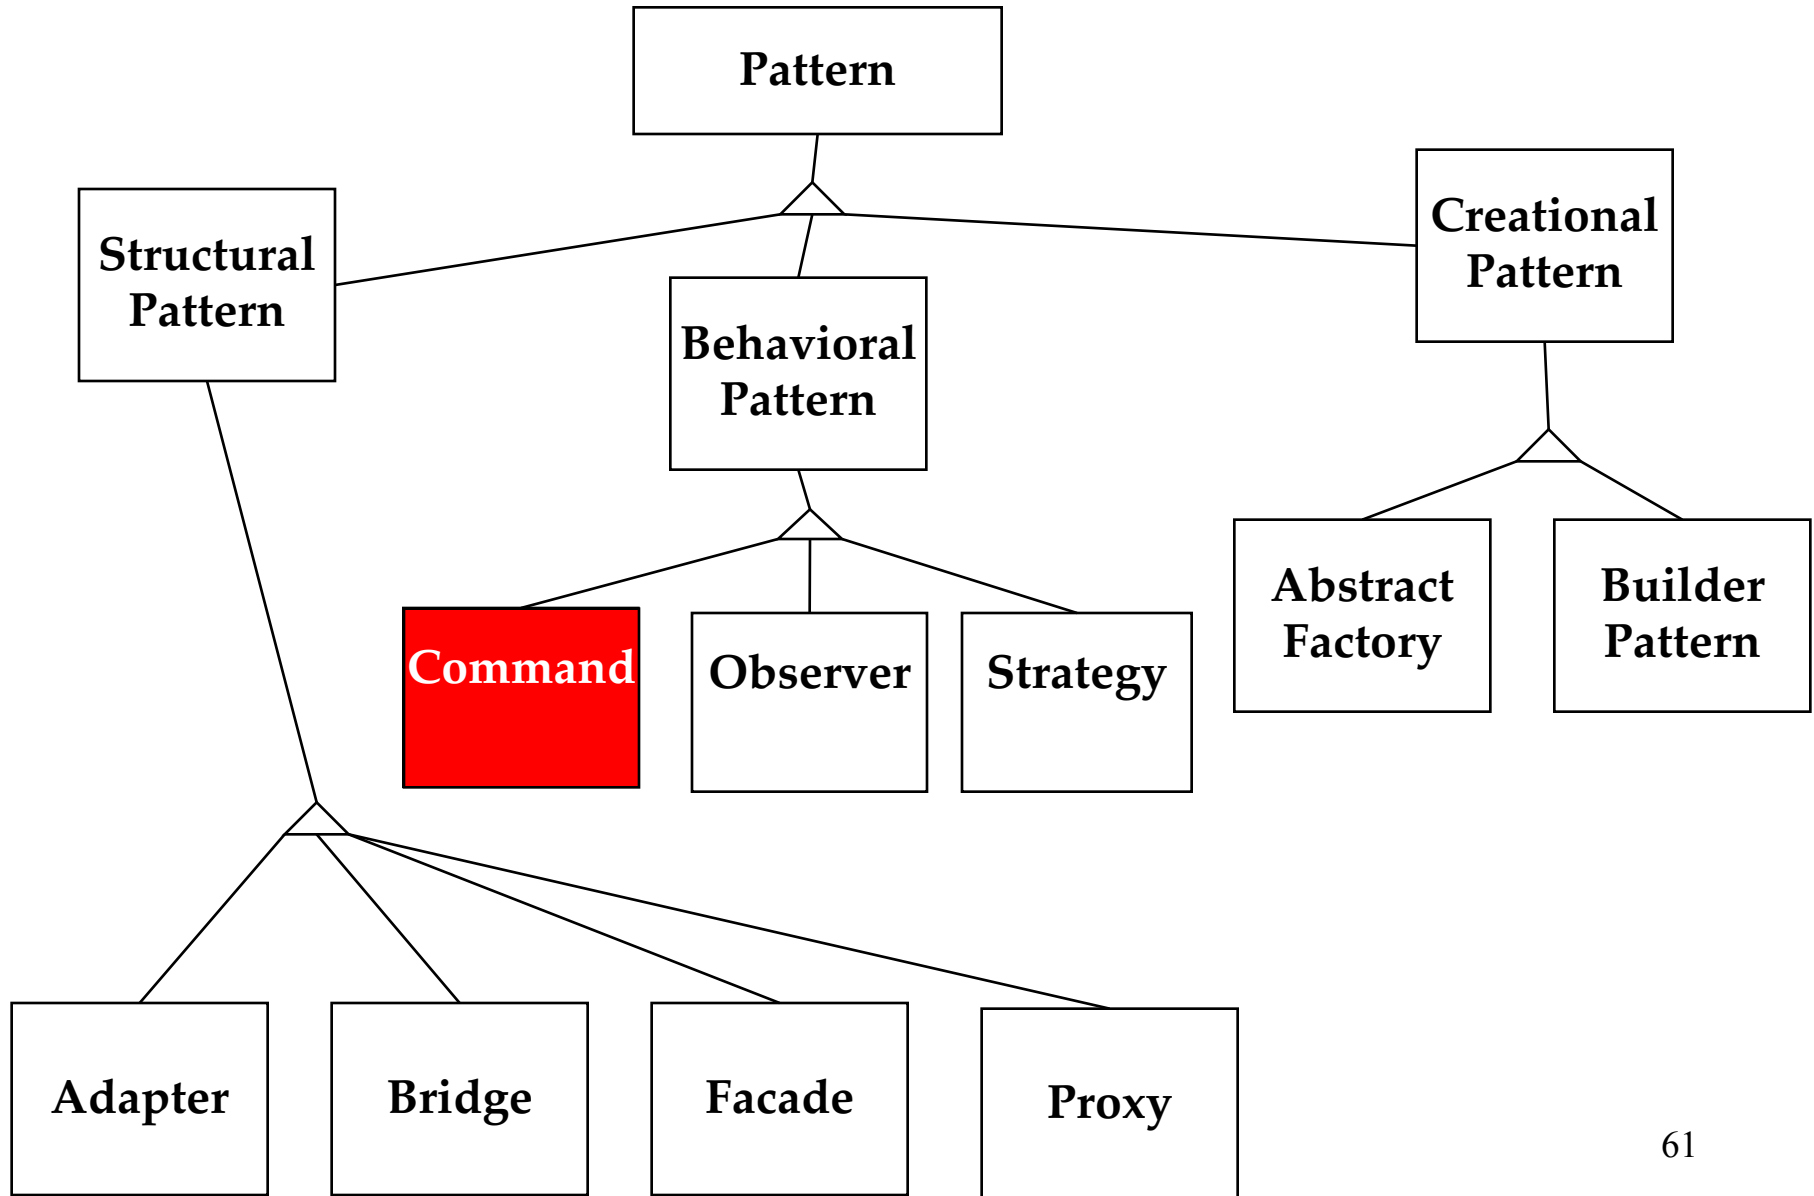 Pattern
Structural
Pattern
Behavioral
Pattern
Creational
Pattern
Command
Observer
Strategy
Abstract
Factory
Builder
Pattern
Adapter
Bridge
Facade
Proxy
61